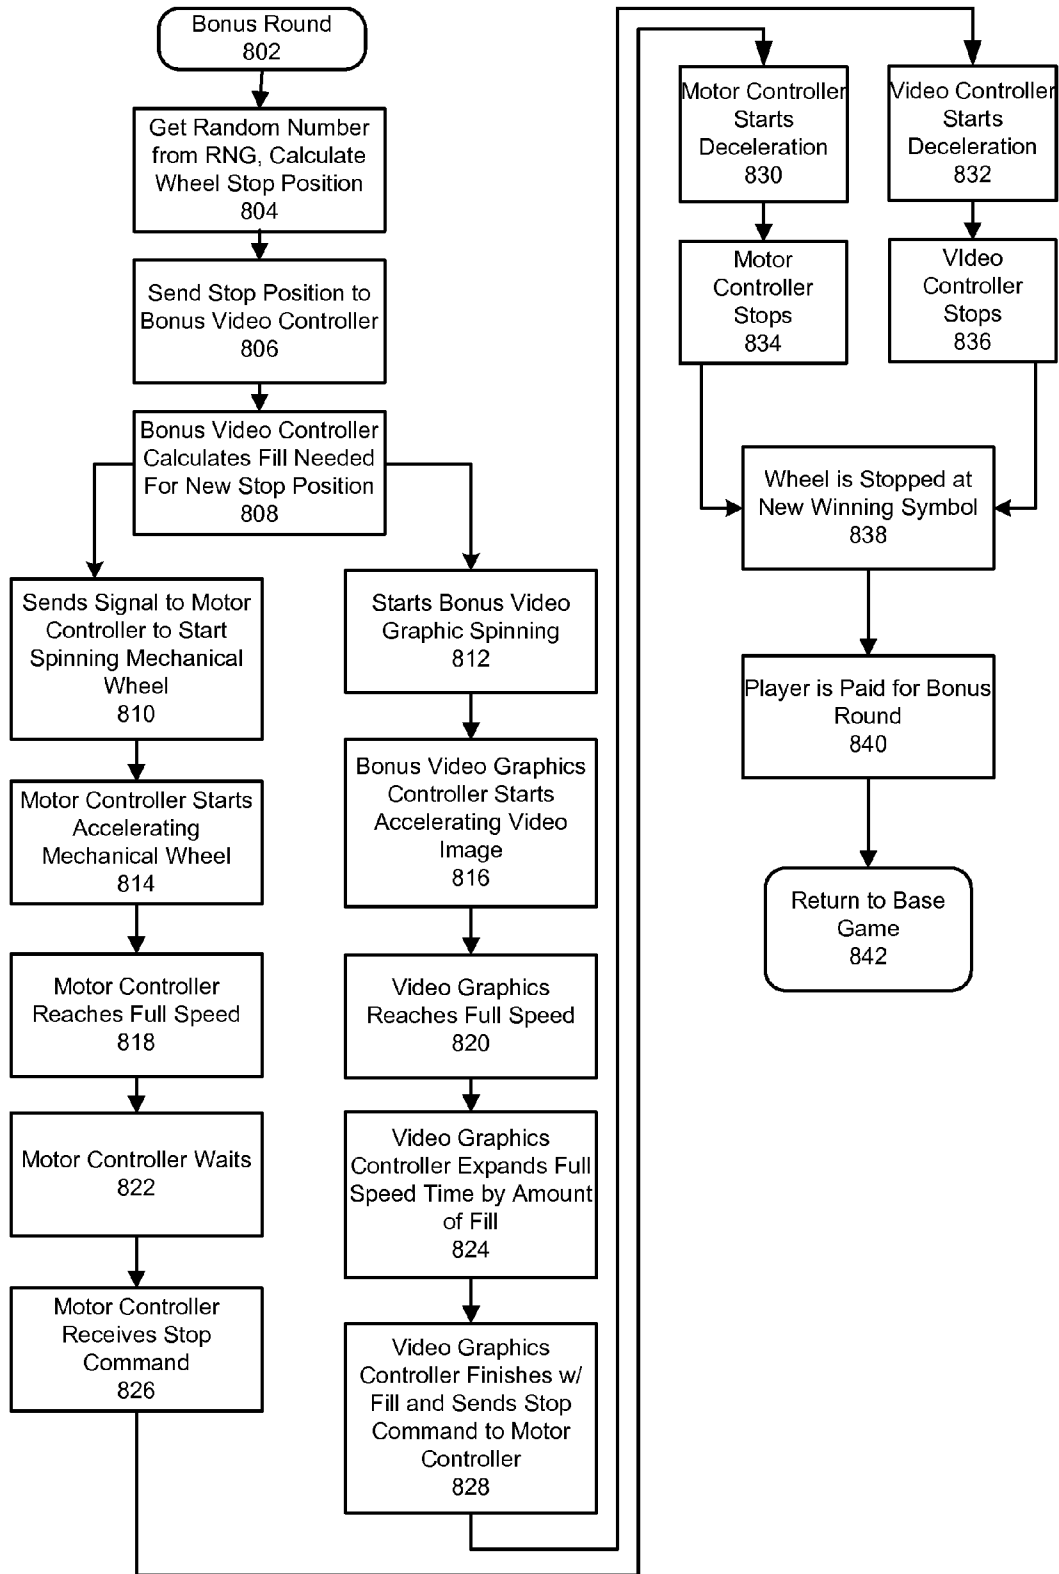 Bonus Round
802
Get Random Number
from RNG, Calculate
Wheel Stop Position
804
Send Stop Position to
Bonus Video Controller
806
Bonus Video Controller
Calculates Fill Needed
For New Stop Position
808
Sends Signal to Motor
Controller to Start
Spinning Mechanical
Wheel
810
Starts Bonus Video
Graphic Spinning
812
Motor Controller Starts
Accelerating
Mechanical Wheel
814
Bonus Video Graphics
Controller Starts
Accelerating Video
Image
816
Motor Controller
Reaches Full Speed
818
Video Graphics
Reaches Full Speed
820
Motor Controller Waits
822
Video Graphics
Controller Expands Full
Speed Time by Amount
of Fill
824
Motor Controller
Receives Stop
Command
826
Video Graphics
Controller Finishes w/
Fill and Sends Stop
Command to Motor
Controller
828
Motor Controller
Starts
Deceleration
830
Video Controller
Starts
Deceleration
832
Motor
Controller
Stops
834
VIdeo
Controller
Stops
836
Wheel is Stopped at
New Winning Symbol
838
Player is Paid for Bonus
Round
840
Return to Base
Game
842